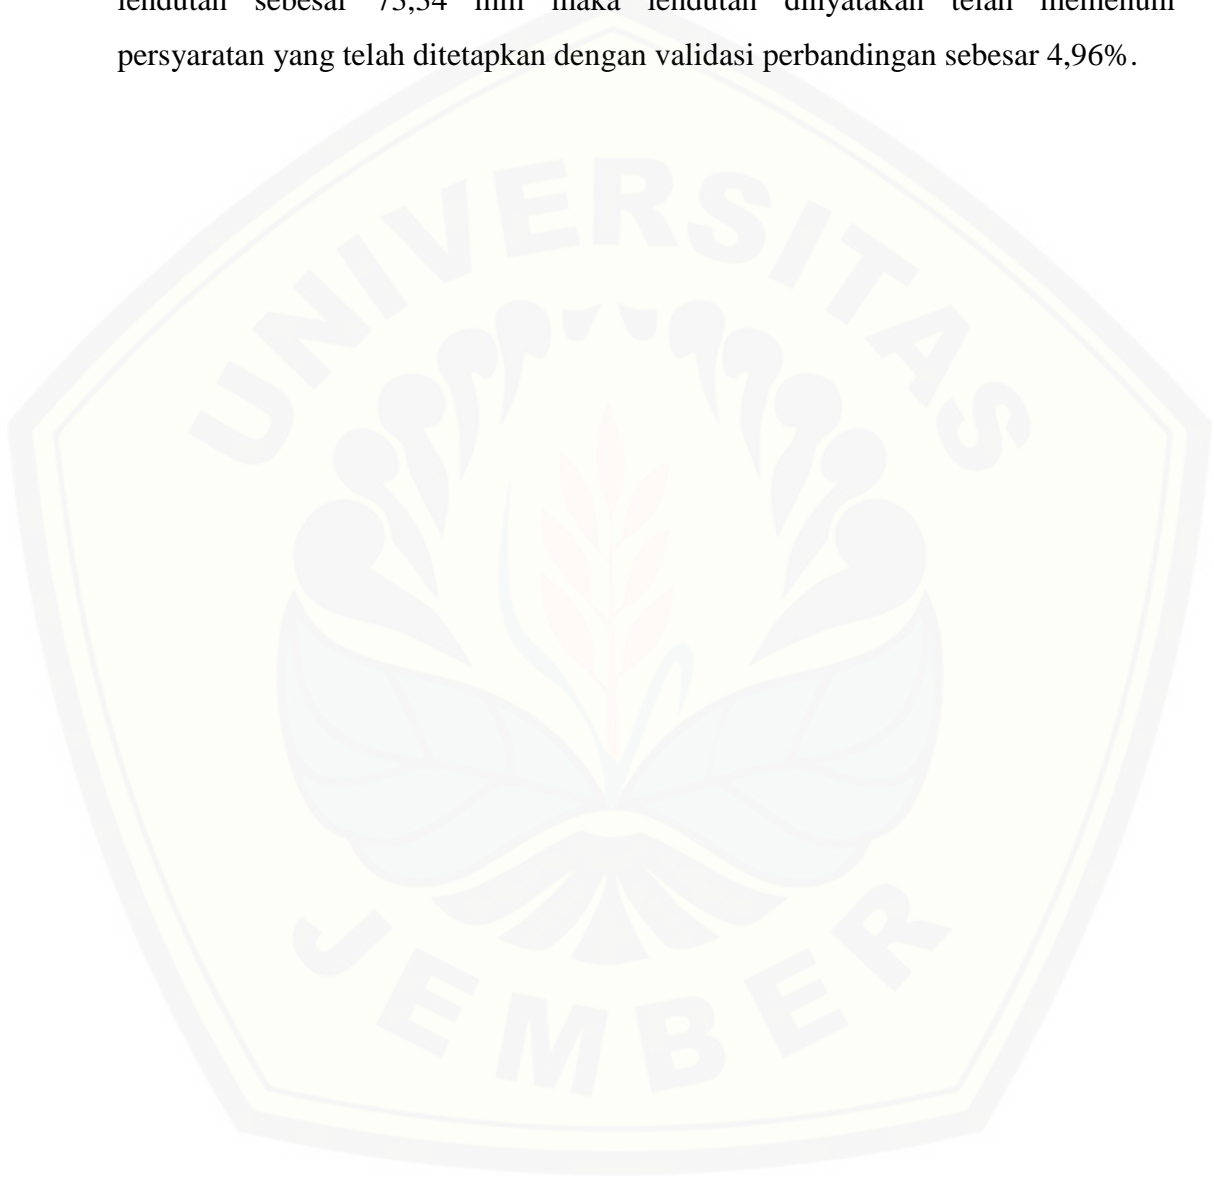 lendutan sebesar 73,34 mm maka lendutan dinyatakan telah memenuhi
persyaratan yang telah ditetapkan dengan validasi perbandingan sebesar 4,96%.
UNIVERSITAS
JEMBER